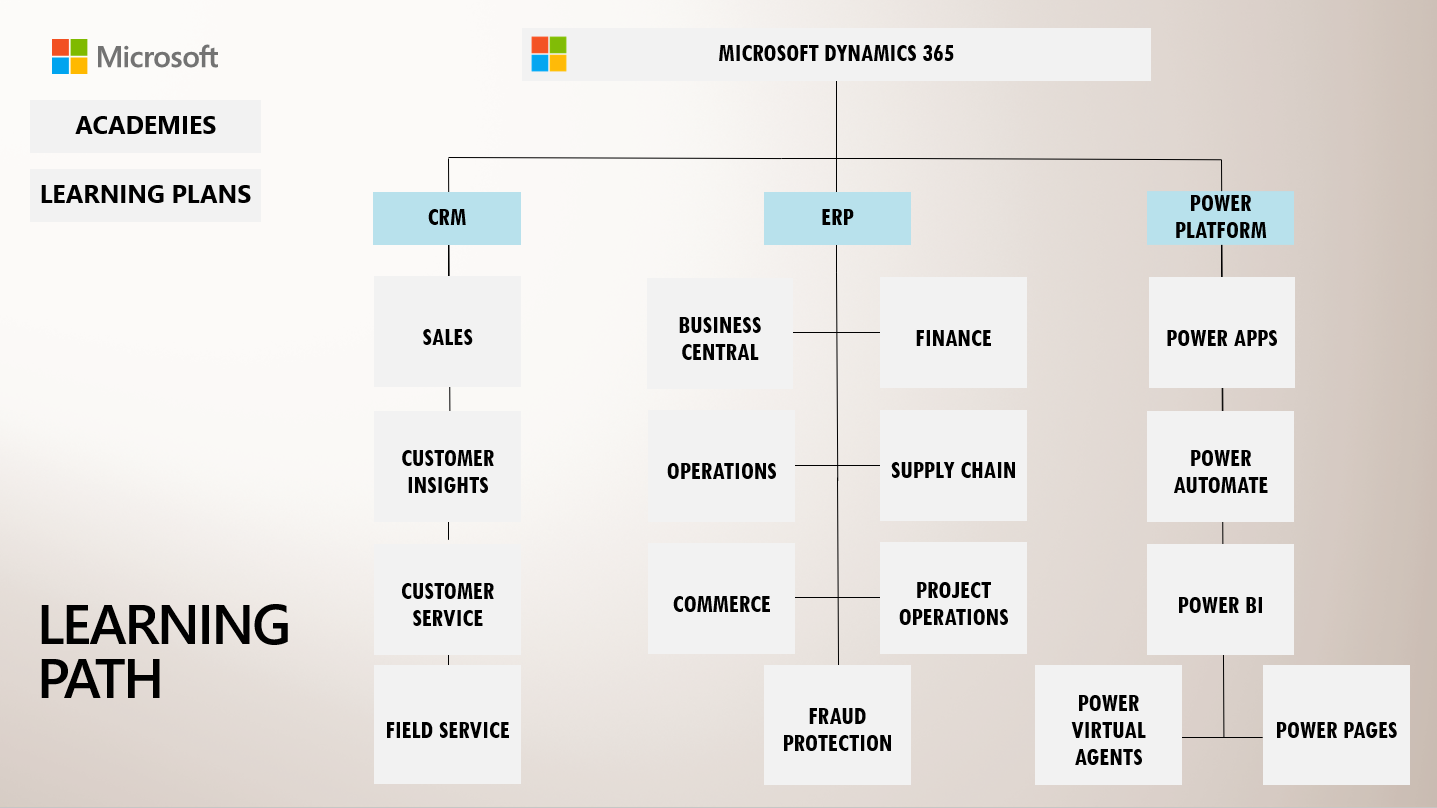 Microsoft
MICROSOFT DYNAMICS 365
ACADEMIES
LEARNING PLANS
CRM
ERP
POWER
PLATFORM
SALES
BUSINESS
CENTRAL
FINANCE
POWER APPS
CUSTOMER
INSIGHTS
OPERATIONS
SUPPLY CHAIN
POWER
AUTOMATE
CUSTOMER
SERVICE
COMMERCE
PROJECT
OPERATIONS
POWER BI
LEARNING
PATH
FIELD SERVICE
FRAUD
PROTECTION
POWER
VIRTUAL
AGENTS
POWER PAGES